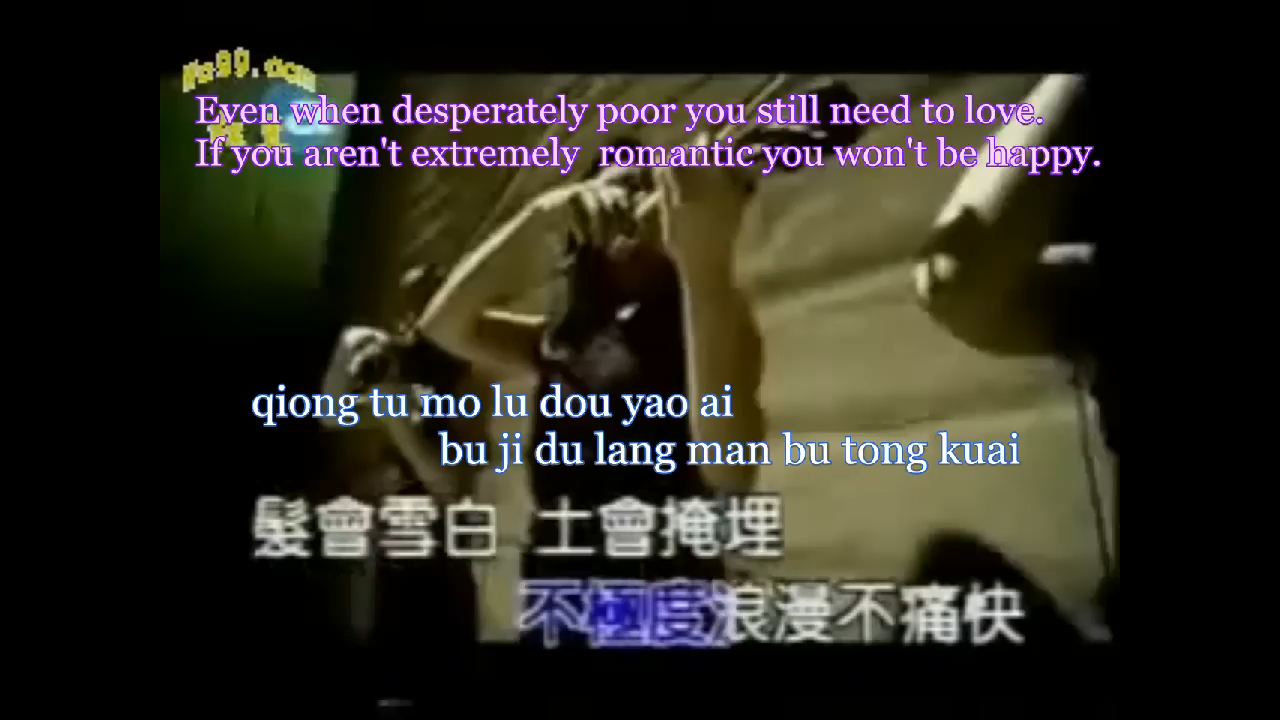 Even when desperately poor you still need to love.
If you aren't extremely romantic you won't be happy.
qiong tu mo lu dou yao ai
bu ji du lang man bu tong kuai
髮會雪白 土會掩埋
不極度浪漫不痛快